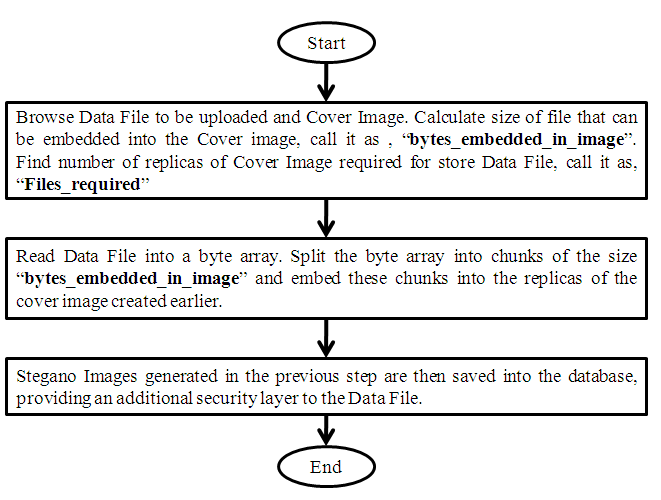 Start
Browse Data File to be uploaded and Cover Image. Calculate size of file that can
be embedded into the Cover image, call it as , “bytes_embedded_in_image”.
Find number of replicas of Cover Image required for store Data File, call it as,
“Files_required”
Read Data File into a byte array. Split the byte array into chunks of the size
“bytes_embedded_in_image” and embed these chunks into the replicas of the
cover image created earlier.
Stegano Images generated in the previous step are then saved into the database,
providing an additional security layer to the Data File.
End